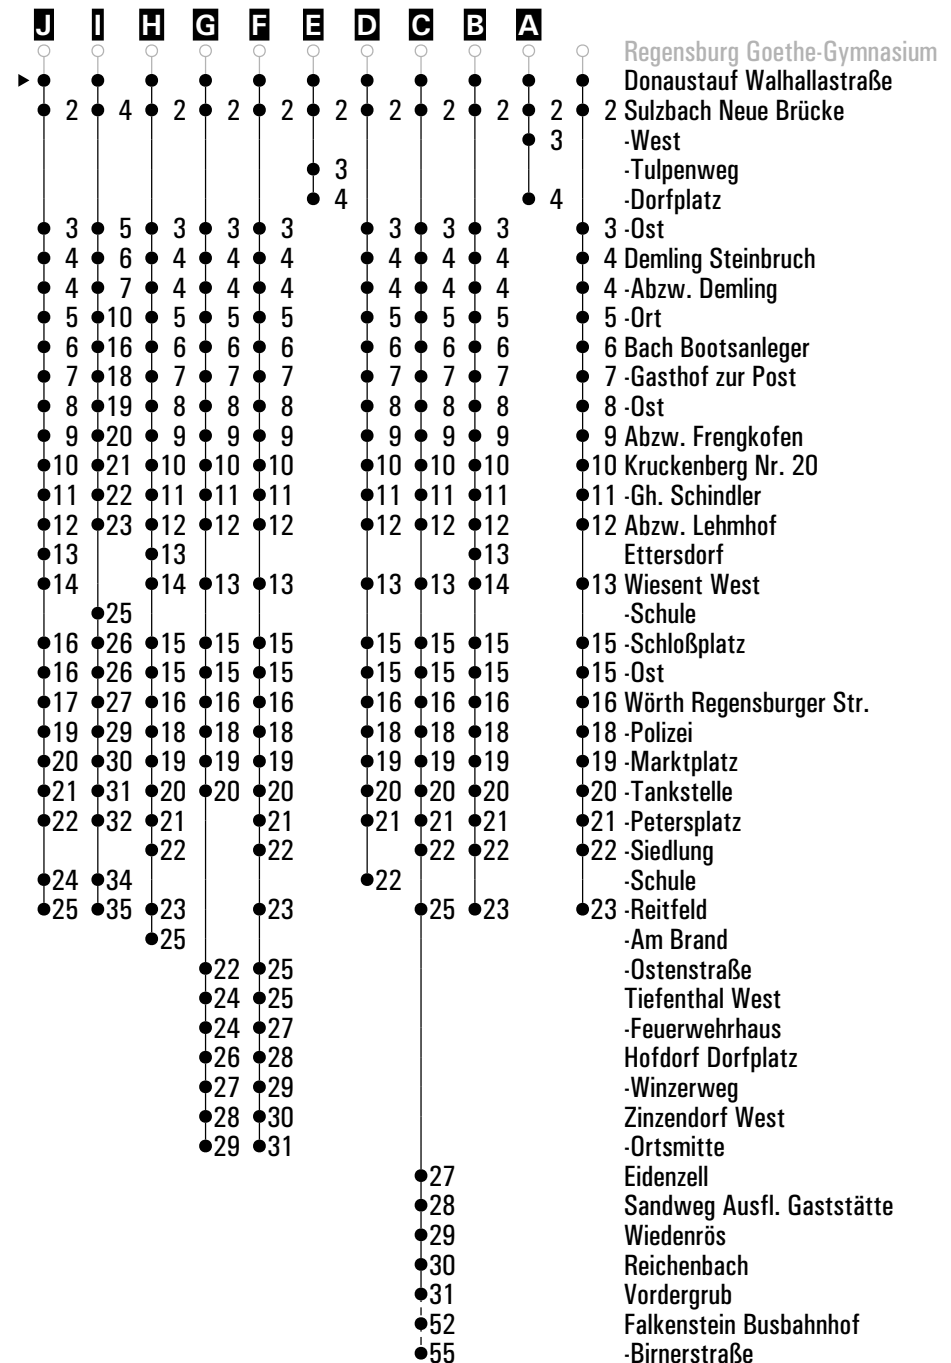 J I H G F E D C B A
Regensburg Goethe-Gymnasium
Donaustauf Walhallastraße
2 4 2 2 2 2 2 2 2 2 2 Sulzbach Neue Brücke
3 -West
3 -Tulpenweg
4 4 -Dorfplatz
3 5 3 3 3 3 3 3 3 -Ost
4 6 4 4 4 4 4 4 4 Demling Steinbruch
4 7 4 4 4 4 4 4 4 -Abzw. Demling
5 10 5 5 5 5 5 5 5 -Ort
6 16 6 6 6 6 6 6 6 Bach Bootsanleger
7 18 7 7 7 7 7 7 7 -Gasthof zur Post
8 19 8 8 8 8 8 8 8 -Ost
9 20 9 9 9 9 9 9 9 Abzw. Frengkofen
10 21 10 10 10 10 10 10 10 Kruckenberg Nr. 20
11 22 11 11 11 11 11 11 11 -Gh. Schindler
12 23 12 12 12 12 12 12 12 Abzw. Lehmhof
13 13 13 Ettersdorf
14 14 13 13 13 13 14 13 Wiesent West
25 -Schule
16 26 15 15 15 15 15 15 15 -Schloßplatz
16 26 15 15 15 15 15 15 15 -Ost
17 27 16 16 16 16 16 16 16 Wörth Regensburger Str.
19 29 18 18 18 18 18 18 18 -Polizei
20 30 19 19 19 19 19 19 19 -Marktplatz
21 31 20 20 20 20 20 20 20 -Tankstelle
22 32 21 21 21 21 21 21 -Petersplatz
22 22 22 22 22 -Siedlung
24 34 22 -Schule
25 35 23 23 25 23 23 -Reitfeld
25 -Am Brand
22 25 -Ostenstraße
24 25 Tiefenthal West
24 27 -Feuerwehrhaus
26 28 Hofdorf Dorfplatz
27 29 -Winzerweg
28 30 Zinzendorf West
29 31 -Ortsmitte
27 Eidenzell
28 Sandweg Ausfl. Gaststätte
29 Wiedenrös
30 Reichenbach
31 Vordergrub
52 Falkenstein Busbahnhof
55 -Birnerstraße